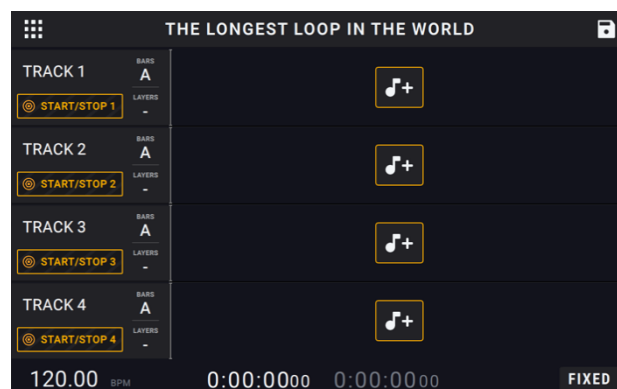 THE LONGEST LOOP IN THE WORLD
TRACK 1
BARS
A
START/STOP 1
LAYERS
-
TRACK 2
BARS
A
START/STOP 2
LAYERS
-
TRACK 3
BARS
A
START/STOP 3
LAYERS
-
TRACK 4
BARS
A
START/STOP 4
LAYERS
-
120.00 BPM 0:00:0000 0:00:0000 FIXED